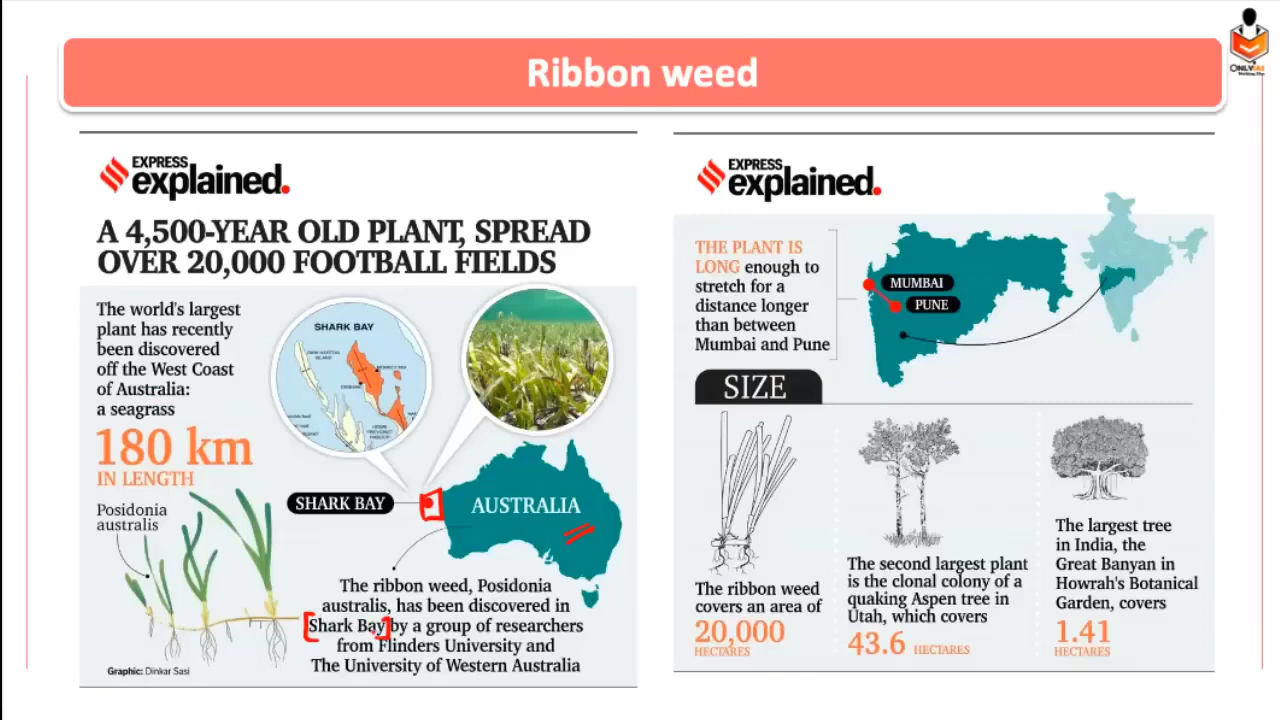 Ribbon weed
EXPRESS
explained.
A 4,500-YEAR OLD PLANT, SPREAD
OVER 20,000 FOOTBALL FIELDS
The world's largest
plant has recently
been discovered
off the West Coast
of Australia:
a seagrass
180 km
IN LENGTH
Posidonia
australis
SHARK BAY
SHARK BAY
AUSTRALIA
The ribbon weed, Posidonia
australis, has been discovered in
Shark Bay by a group of researchers
from Flinders University and
The University of Western Australia
Graphic: Dinkar Sasi
EXPRESS
explained.
THE PLANT IS
LONG enough to
stretch for a
distance longer
than between
Mumbai and Pune
MUMBAI
PUNE
SIZE
The ribbon weed
covers an area of
20,000
HECTARES
The second largest plant
is the clonal colony of a
quaking Aspen tree in
Utah, which covers
43.6 HECTARES
The largest tree
in India, the
Great Banyan in
Howrah's Botanical
Garden, covers
1.41
HECTARES